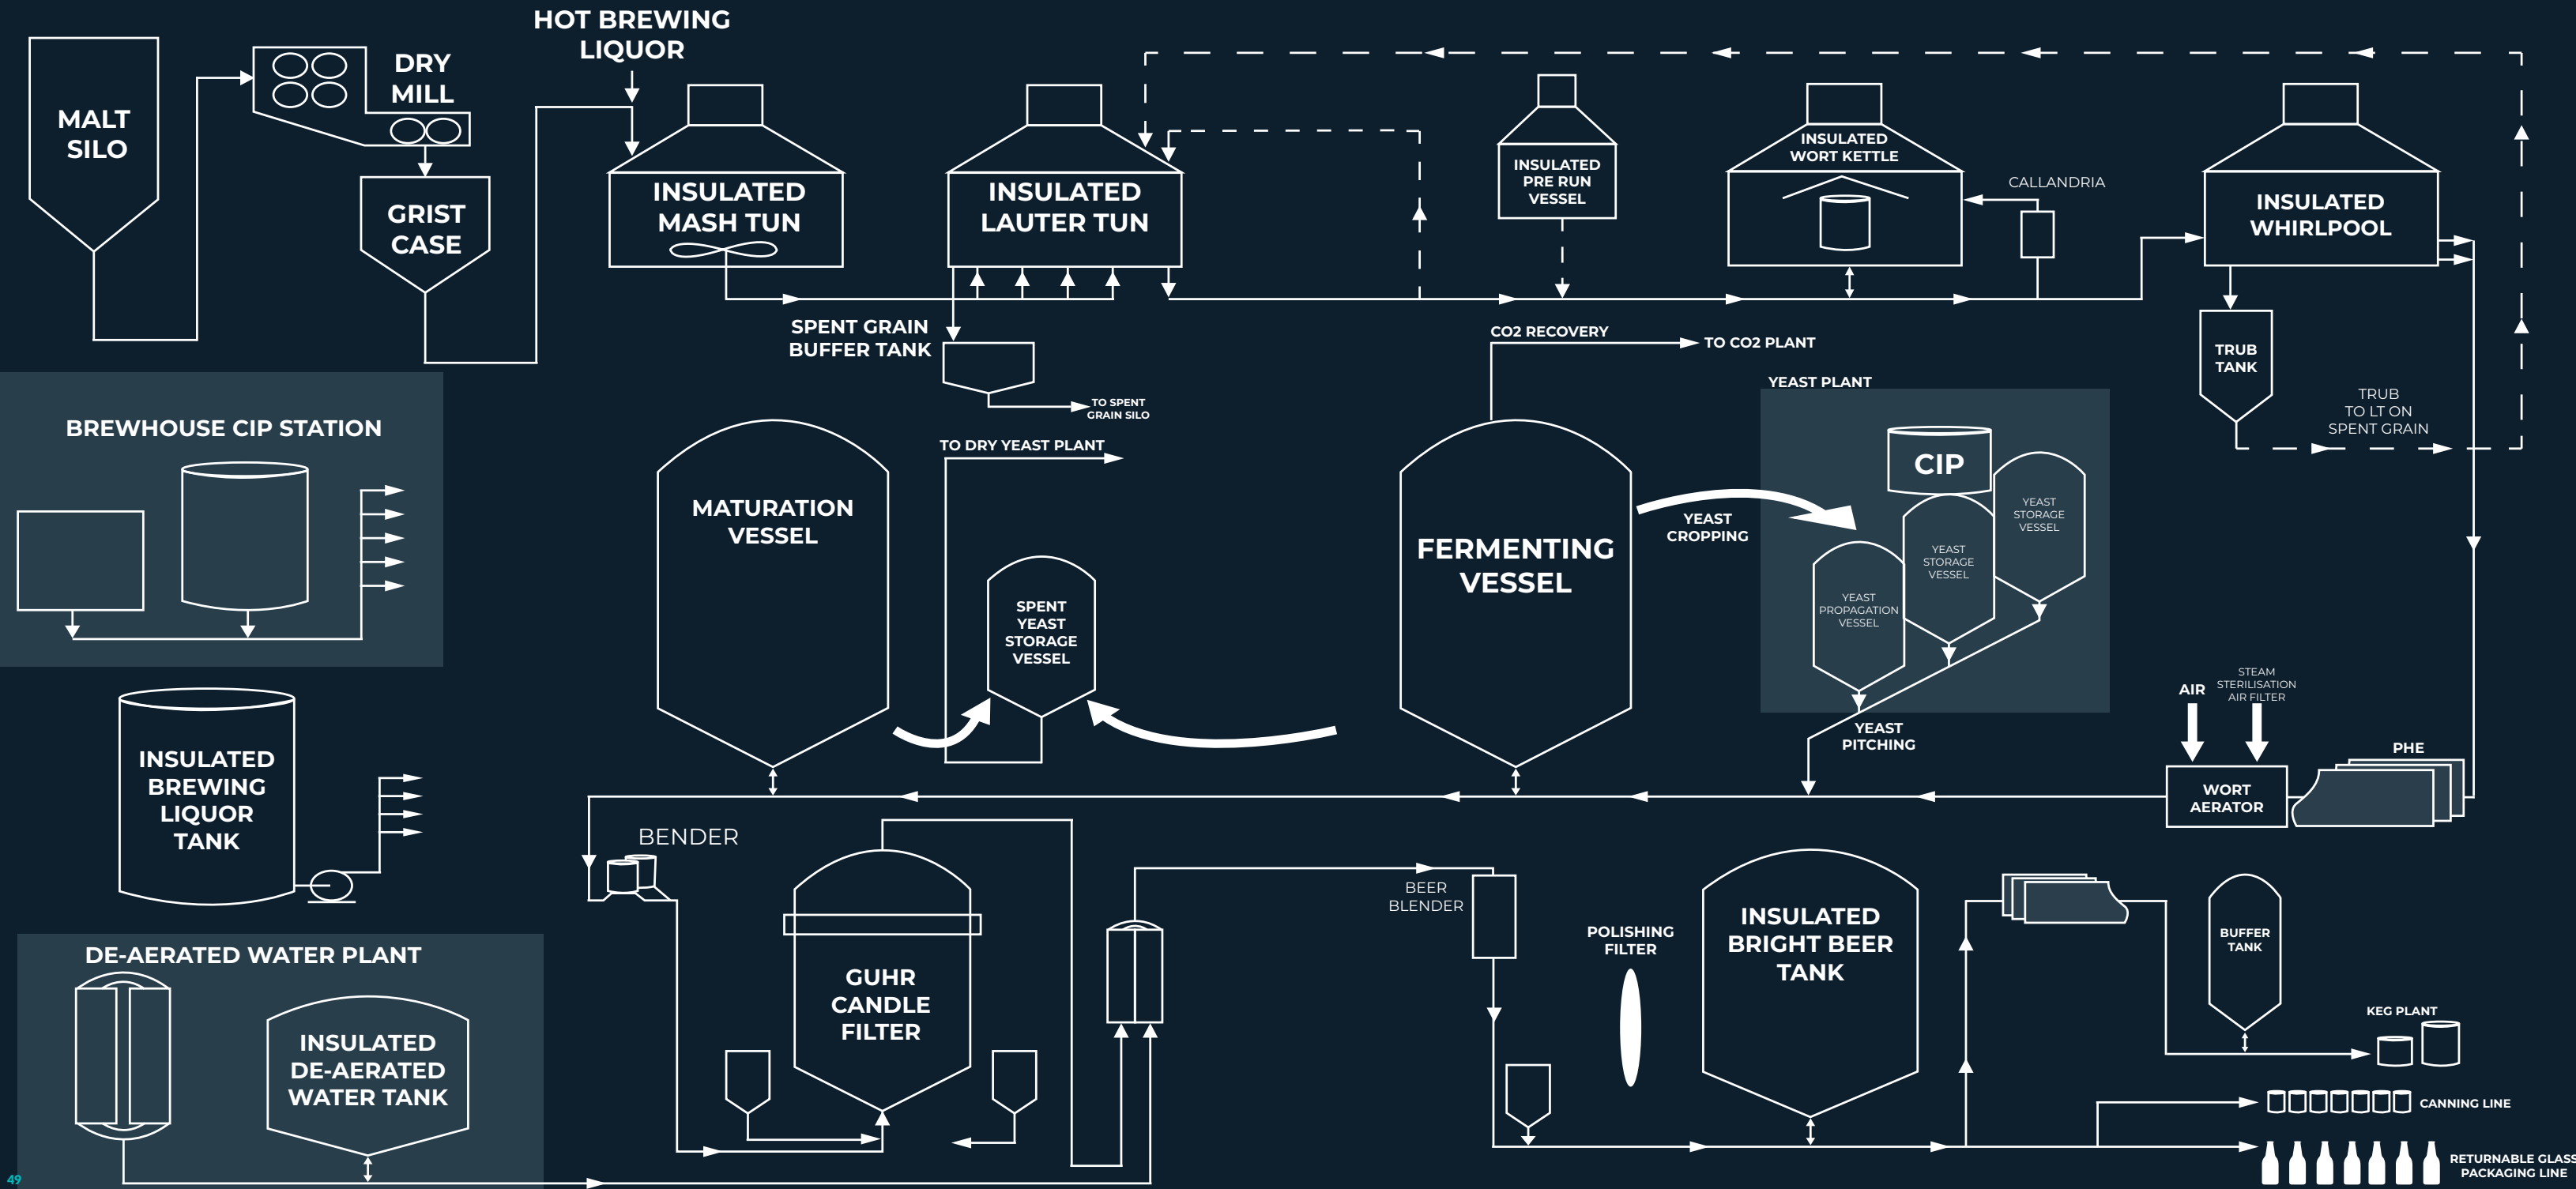 HOT BREWING
LIQUOR
MALT
SILO
DRY
MILL
GRIST
CASE
INSULATED
MASH TUN
INSULATED
LAUTER TUN
INSULATED
PRE RUN
VESSEL
INSULATED
WORT KETTLE
CALLANDRIA
INSULATED
WHIRLPOOL
SPENT GRAIN
BUFFER TANK
TO SPENT
GRAIN SILO
CO2 RECOVERY
TO CO2 PLANT
TRUB
TANK
TRUB
TO LT ON
SPENT GRAIN
BREWHOUSE CIP STATION
MATURATION
VESSEL
TO DRY YEAST PLANT
SPENT
YEAST
STORAGE
VESSEL
FERMENTING
VESSEL
YEAST
CROPPING
YEAST PLANT
CIP
YEAST
STORAGE
VESSEL
YEAST
STORAGE
VESSEL
YEAST
PROPAGATION
VESSEL
YEAST
PITCHING
AIR
STEAM
STERILISATION
AIR FILTER
PHE
WORT
AERATOR
INSULATED
BREWING
LIQUOR
TANK
BENDER
GUHR
CANDLE
FILTER
BEER
BLENDER
POLISHING
FILTER
INSULATED
BRIGHT BEER
TANK
BUFFER
TANK
KEG PLANT
CANNING LINE
RETURNABLE GLASS
PACKAGING LINE
DE-AERATED WATER PLANT
INSULATED
DE-AERATED
WATER TANK
49